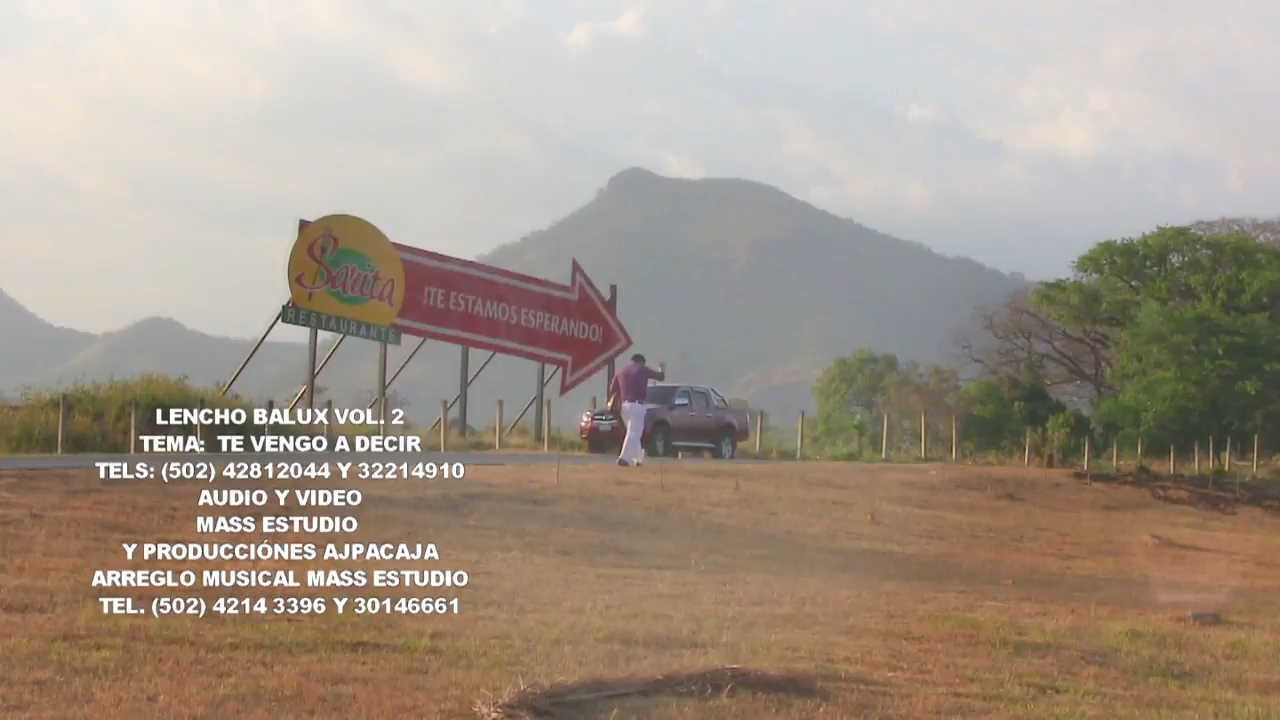 Sarita
RESTAURANTE
¡TE ESTAMOS ESPERANDO!
LENCHO BALUX VOL. 2
TEMA: TE VENGO A DECIR
TELS: (502) 42812044 Y 32214910
AUDIO Y VIDEO
MASS ESTUDIO
Y PRODUCCIÓNES AJPACAJA
ARREGLO MUSICAL MASS ESTUDIO
TEL. (502) 4214 3396 Y 30146661